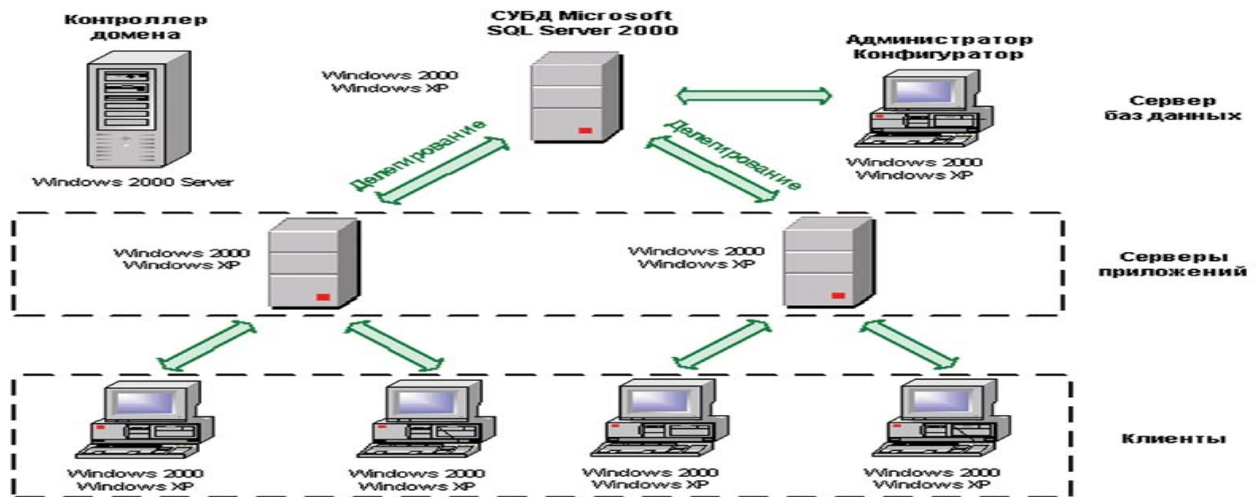 Контроллер
домена
СУБД Microsoft
SQL Server 2000
Администратор
Конфигуратор
Windows 2000
Windows XP
Сервер
баз данных
Windows 2000 Server
Делегирование
Делегирование
Windows 2000
Windows XP
Windows 2000
Windows XP
Windows 2000
Windows XP
Серверы
приложений
Клиенты
Windows 2000
Windows XP
Windows 2000
Windows XP
Windows 2000
Windows XP
Windows 2000
Windows XP